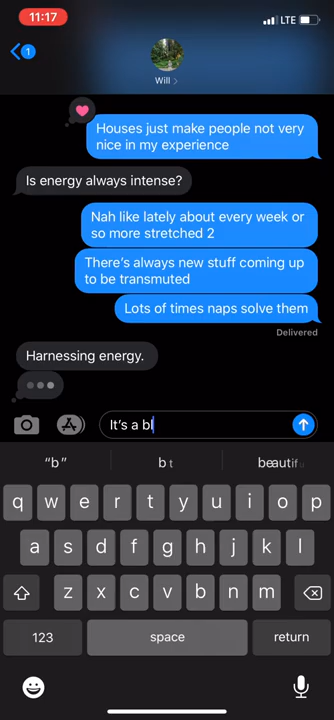 11:17
LTE
1
Will
Houses just make people not very
nice in my experience
Is energy always intense?
Nah like lately about every week or
so more stretched 2
There's always new stuff coming up
to be transmuted
Lots of times naps solve them
Delivered
Harnessing energy.
It's a bl
"b" b t beautifu
q w e r t y u i o p
a s d f g h j k l
z x c v b n m
123 space return